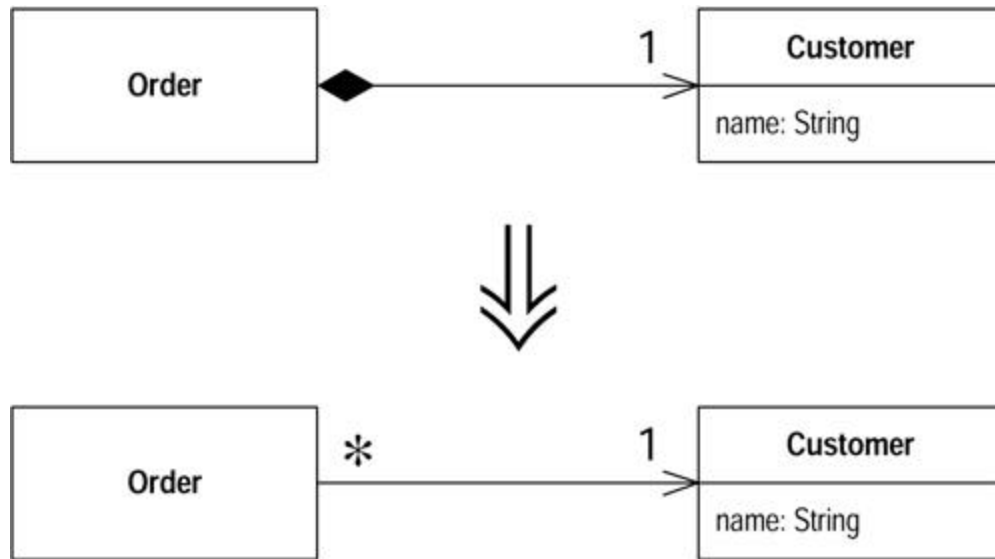 Order
1
Customer
name: String
Order
*
1
Customer
name: String